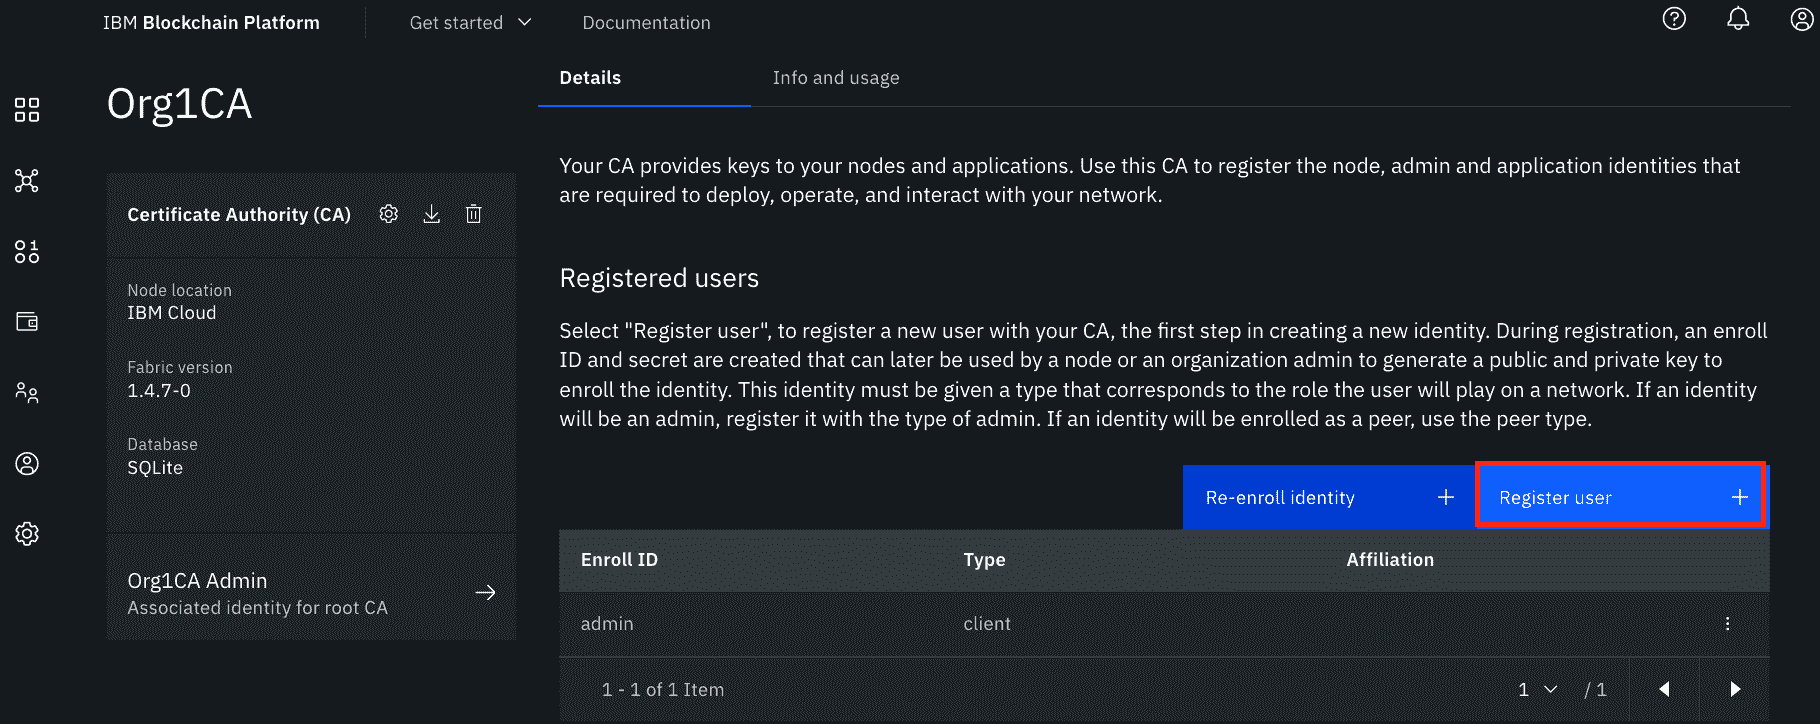 IBM Blockchain Platform
Get started
Documentation
Org1CA
Certificate Authority (CA)
Node location
IBM Cloud
Fabric version
1.4.7-0
Database
SQLite
Org1CA Admin
Associated identity for root CA
Details
Info and usage
Your CA provides keys to your nodes and applications. Use this CA to register the node, admin and application identities that
are required to deploy, operate, and interact with your network.
Registered users
Select "Register user", to register a new user with your CA, the first step in creating a new identity. During registration, an enroll
ID and secret are created that can later be used by a node or an organization admin to generate a public and private key to
enroll the identity. This identity must be given a type that corresponds to the role the user will play on a network. If an identity
will be an admin, register it with the type of admin. If an identity will be enrolled as a peer, use the peer type.
Re-enroll identity +
Register user +
Enroll ID Type Affiliation
admin client
1 - 1 of 1 Item 1 / 1